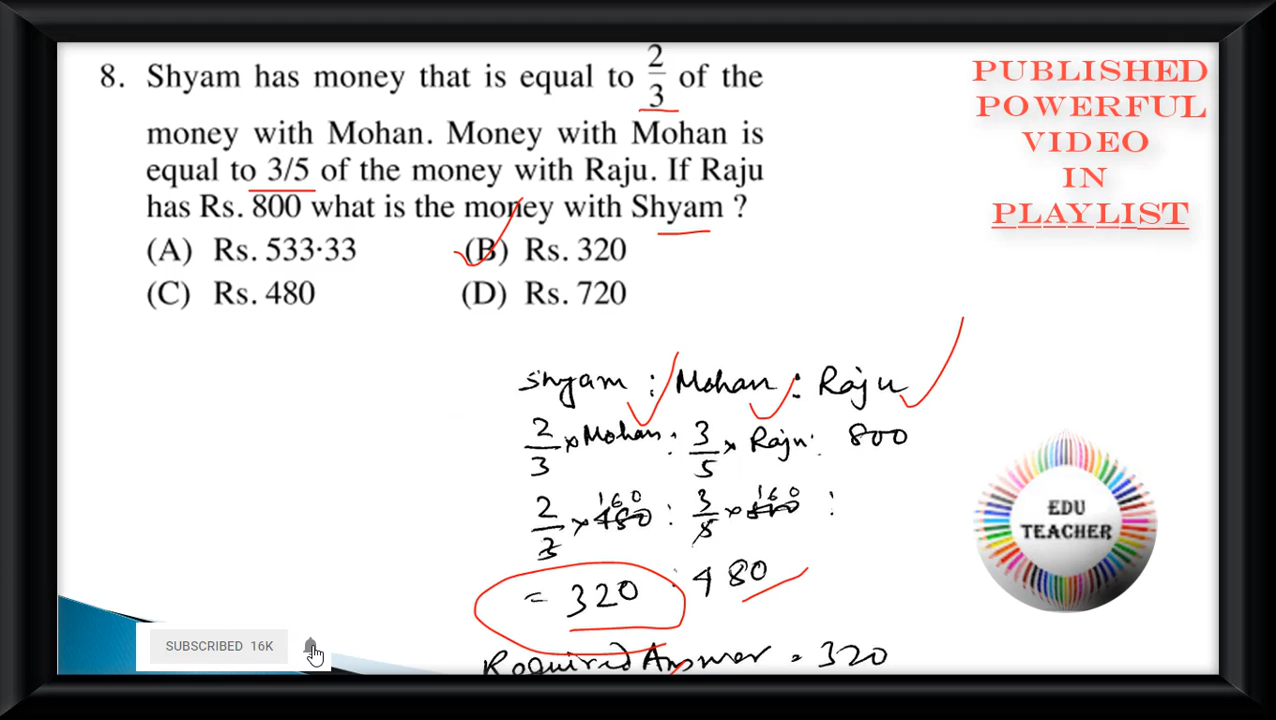 8. Shyam has money that is equal to 2/3 of the
money with Mohan. Money with Mohan is
equal to 3/5 of the money with Raju. If Raju
has Rs. 800 what is the money with Shyam ?
(A) Rs. 533·33 (B) Rs. 320
(C) Rs. 480 (D) Rs. 720
PUBLISHED
POWERFUL
VIDEO
IN
PLAYLIST
Shyam : Mohan : Raju
2/3 × Mohan : 3/5 × Raju : 800
2/3 × 480 160 : 3/5 × 800 160 :
= 320 : 480
Required Answer = 320
EDU
TEACHER
SUBSCRIBED 16K